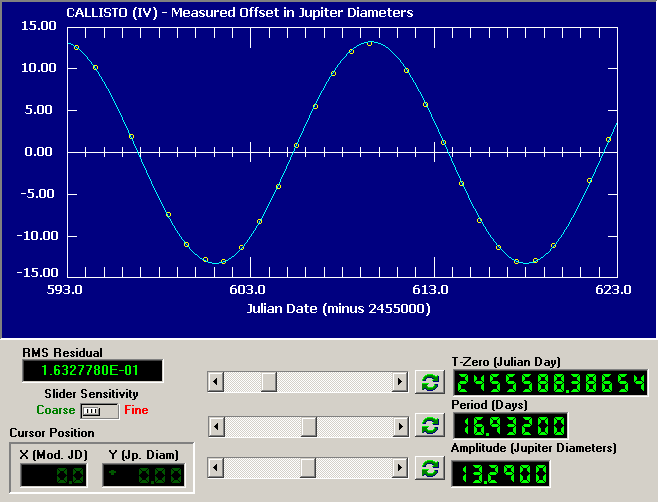 CALLISTO (IV) - Measured Offset in Jupiter Diameters
15.00
10.00
5.00
0.00
-5.00
-10.00
-15.00
593.0 603.0 613.0 623.0
Julian Date (minus 2455000)
RMS Residual
1.6327780E-01
Slider Sensitivity
Coarse Fine
Cursor Position
X (Mod. JD) Y (Jp. Diam)
0.0 + 0.00
T-Zero (Julian Day)
2455588.38654
Period (Days)
16.93200
Amplitude (Jupiter Diameters)
13.2900